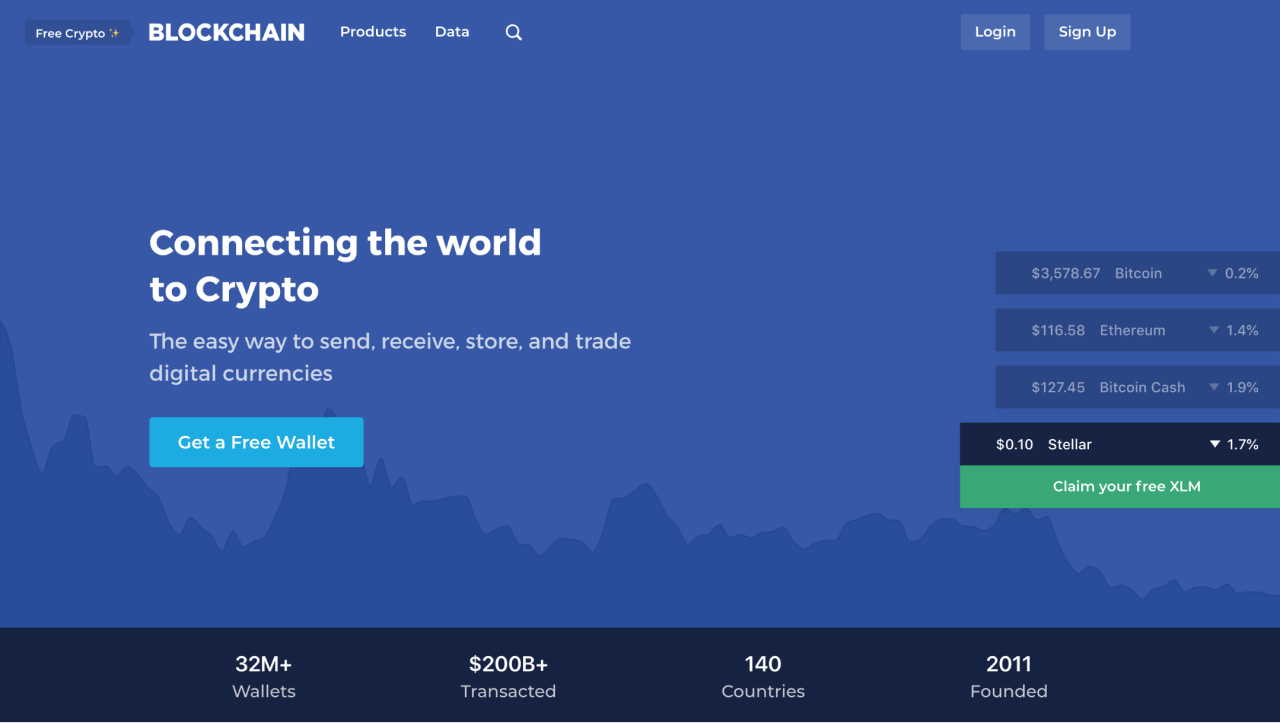 Free Crypto ✨
BLOCKCHAIN
Products
Data
Login
Sign Up
Connecting the world
to Crypto
The easy way to send, receive, store, and trade
digital currencies
Get a Free Wallet
$3,578.67 Bitcoin ▼ 0.2%
$116.58 Ethereum ▼ 1.4%
$127.45 Bitcoin Cash ▼ 1.9%
$0.10 Stellar ▼ 1.7%
Claim your free XLM
32M+
Wallets
$200B+
Transacted
140
Countries
2011
Founded